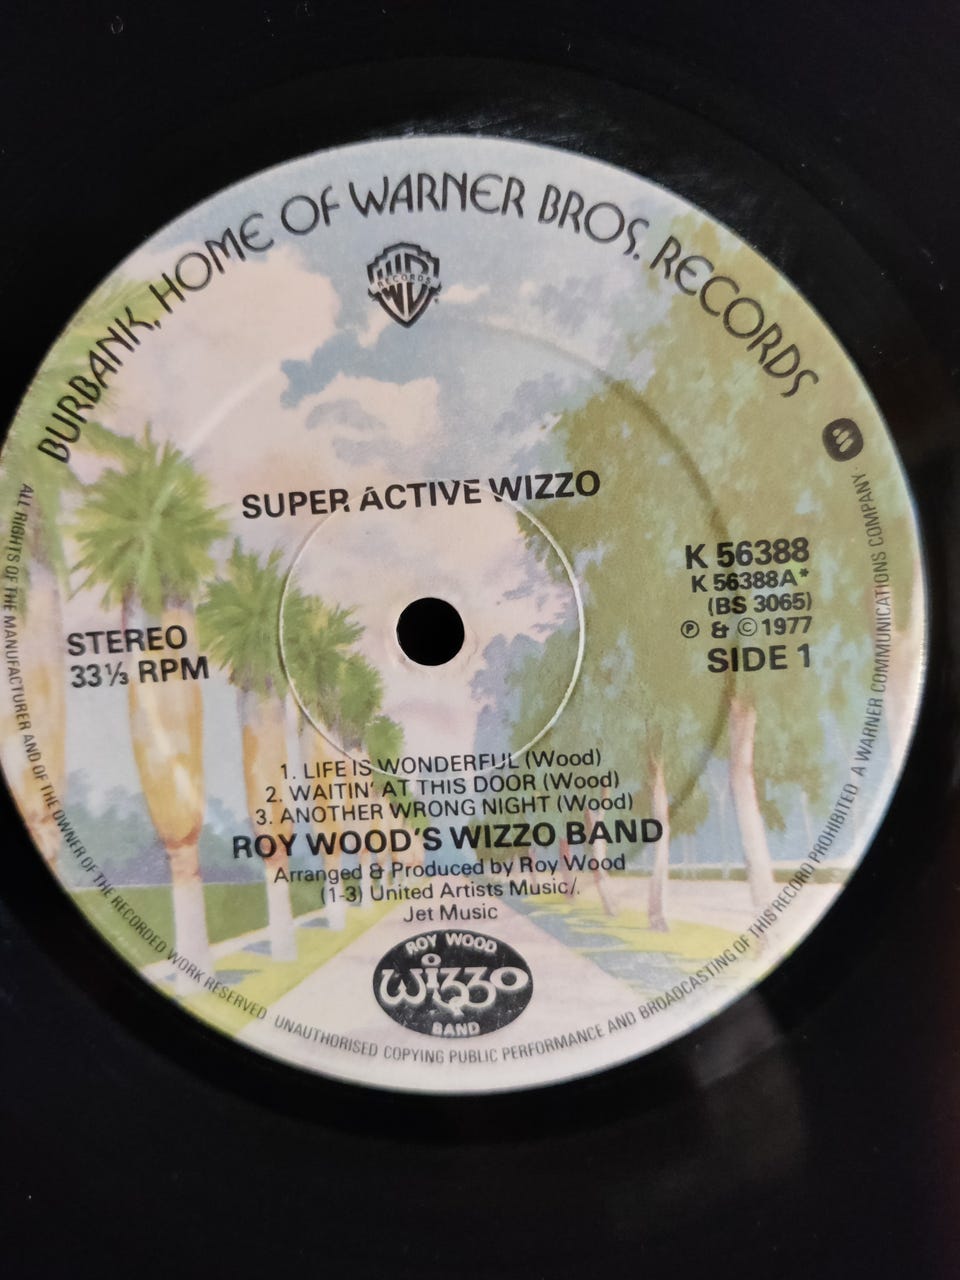 BURBANK, HOME OF WARNER BROS. RECORDS
WB
RECORDS
SUPER ACTIVE WIZZO
K 56388
K 56388A*
(BS 3065)
℗ & © 1977
SIDE 1
STEREO
33⅓ RPM
1. LIFE IS WONDERFUL (Wood)
2. WAITIN' AT THIS DOOR (Wood)
3. ANOTHER WRONG NIGHT (Wood)
ROY WOOD'S WIZZO BAND
Arranged & Produced by Roy Wood
(1-3) United Artists Music/.
Jet Music
ROY WOOD
wizzo
BAND
ALL RIGHTS OF THE MANUFACTURER AND OF THE OWNER OF THE RECORDED WORK RESERVED UNAUTHORISED COPYING PUBLIC PERFORMANCE AND BROADCASTING OF THIS RECORD PROHIBITED A WARNER COMMUNICATIONS COMPANY.